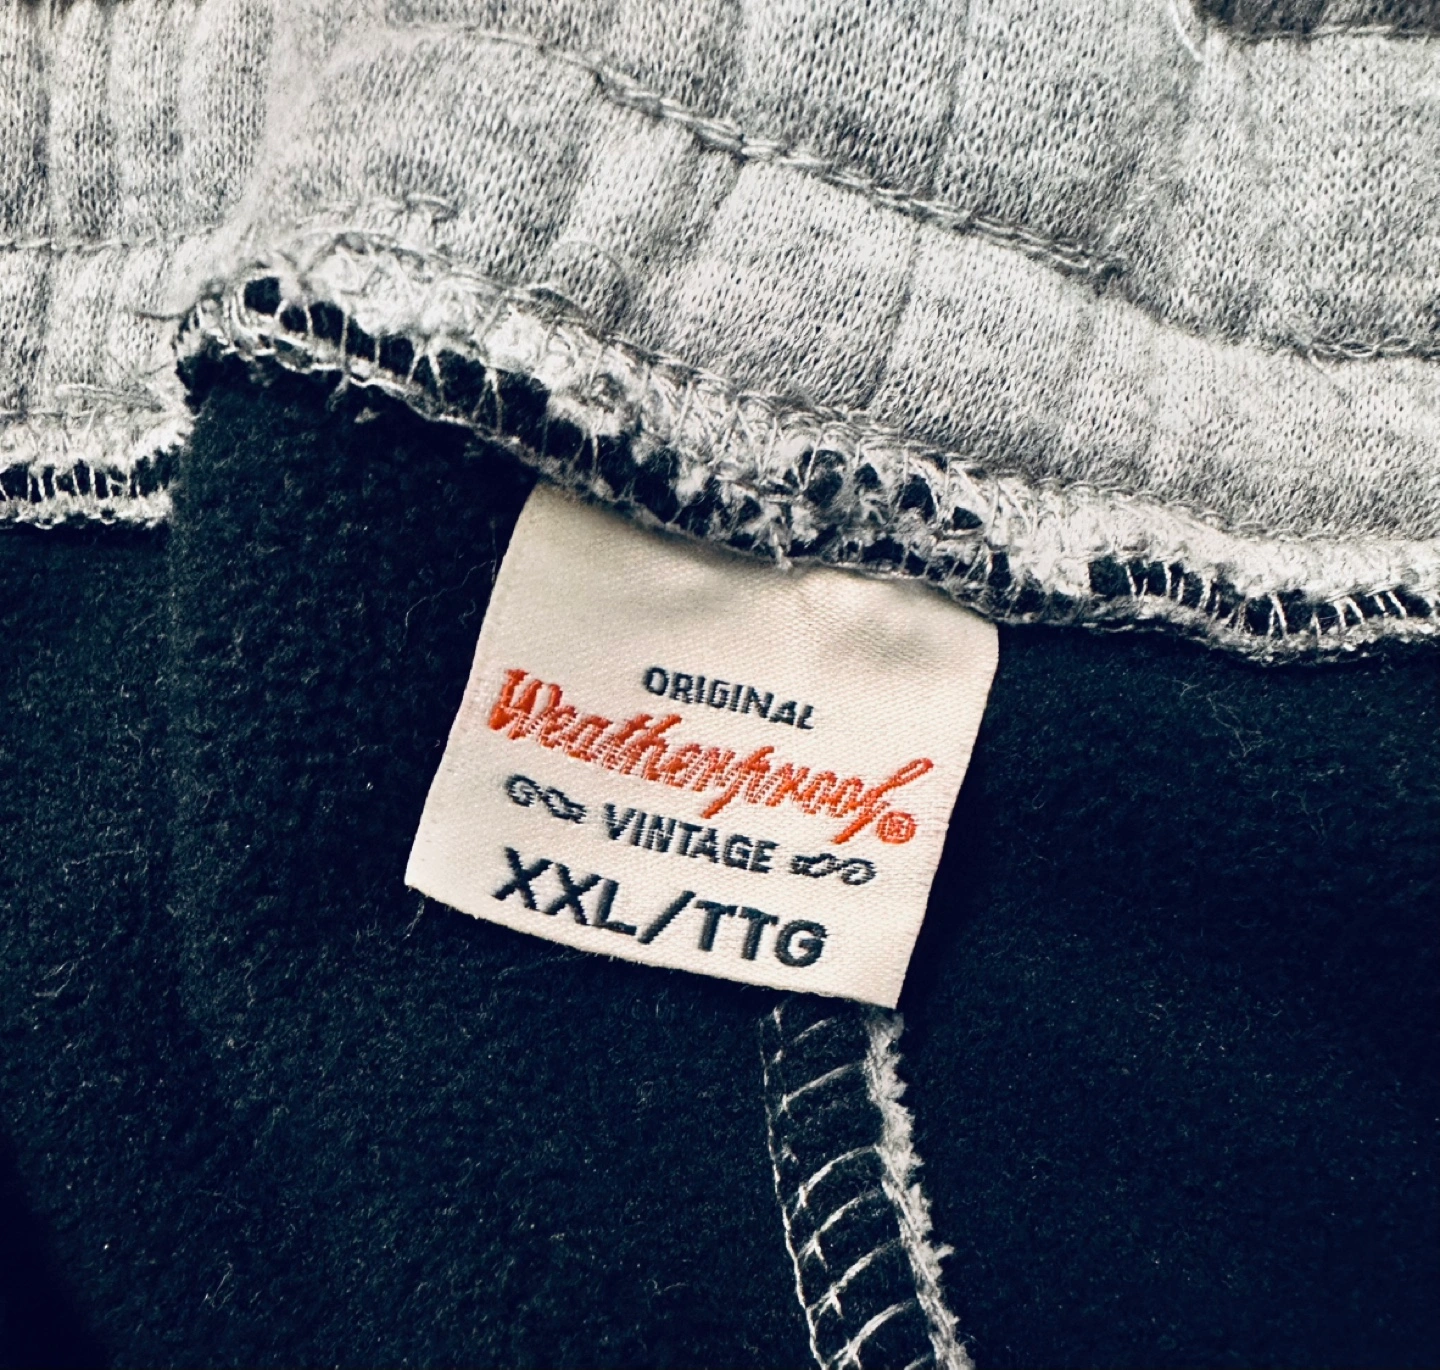 ORIGINAL
Weatherproof®
VINTAGE
XXL/TTG